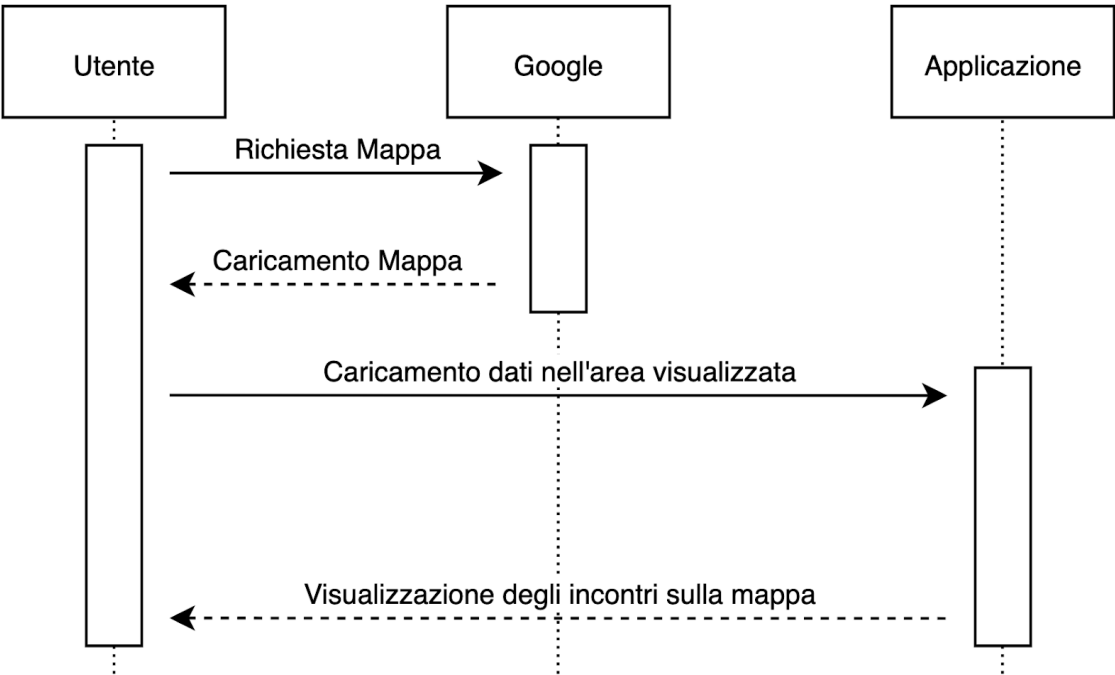 Utente
Google
Applicazione
Richiesta Mappa
Caricamento Mappa
Caricamento dati nell'area visualizzata
Visualizzazione degli incontri sulla mappa